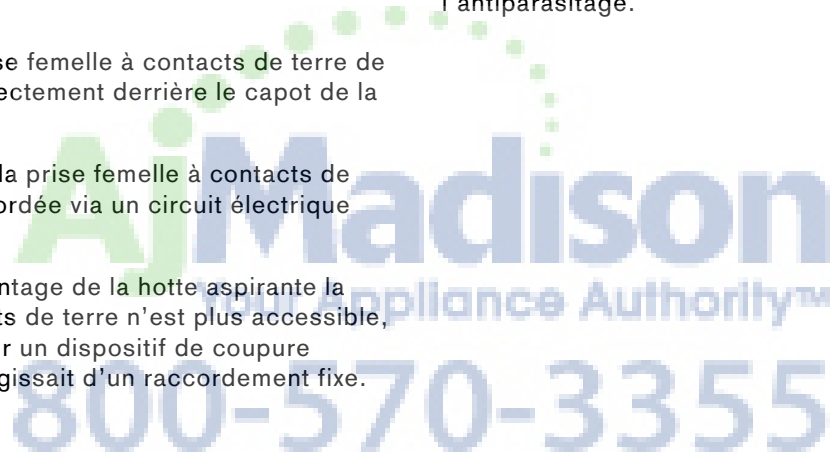 l'antiparasitage.
se femelle à contacts de terre de
ectement derrière le capot de la
la prise femelle à contacts de
ordée via un circuit électrique
ntage de la hotte aspirante la
ts de terre n'est plus accessible,
r un dispositif de coupure
gissait d'un raccordement fixe.
AjMadison
Your Appliance Authority™
800-570-3355